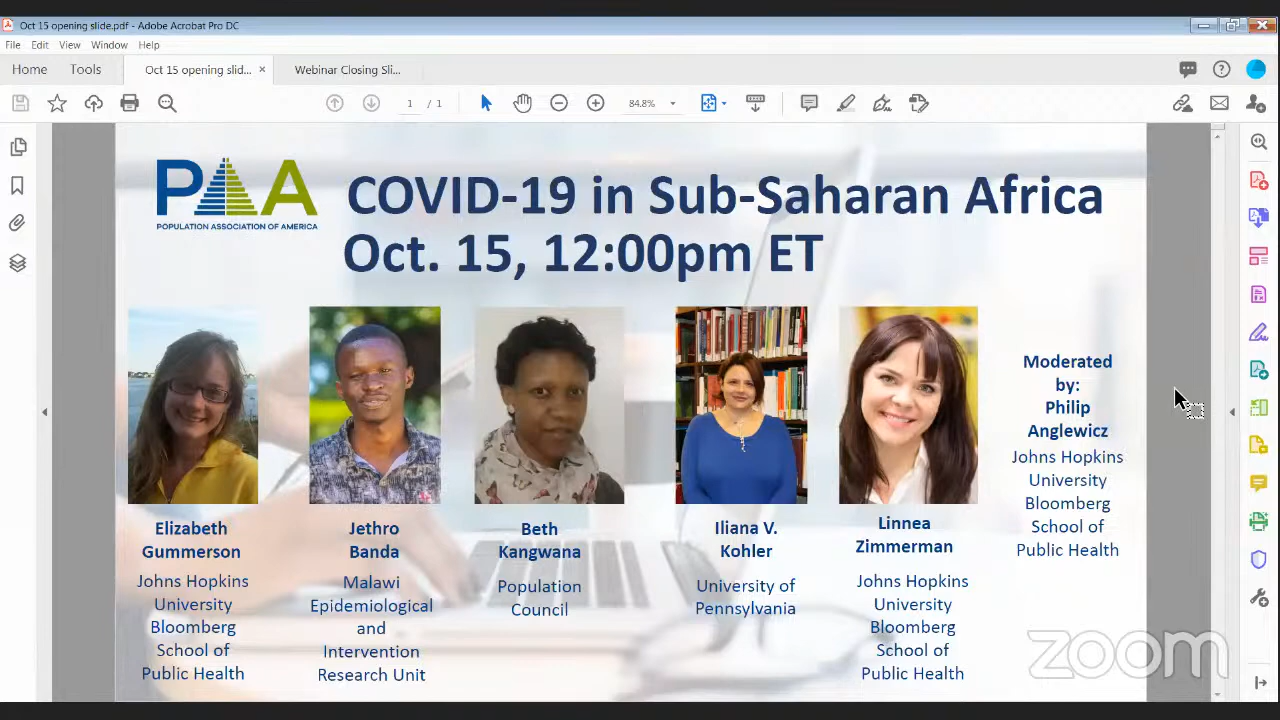 Oct 15 opening slide.pdf - Adobe Acrobat Pro DC
File Edit View Window Help
Home Tools Oct 15 opening slid... × Webinar Closing Sli...
1 / 1 84.8%
PAA
POPULATION ASSOCIATION OF AMERICA
COVID-19 in Sub-Saharan Africa
Oct. 15, 12:00pm ET
Elizabeth
Gummerson
Johns Hopkins
University
Bloomberg
School of
Public Health
Jethro
Banda
Malawi
Epidemiological
and
Intervention
Research Unit
Beth
Kangwana
Population
Council
Iliana V.
Kohler
University of
Pennsylvania
Linnea
Zimmerman
Johns Hopkins
University
Bloomberg
School of
Public Health
Moderated
by:
Philip
Anglewicz
Johns Hopkins
University
Bloomberg
School of
Public Health
zoom